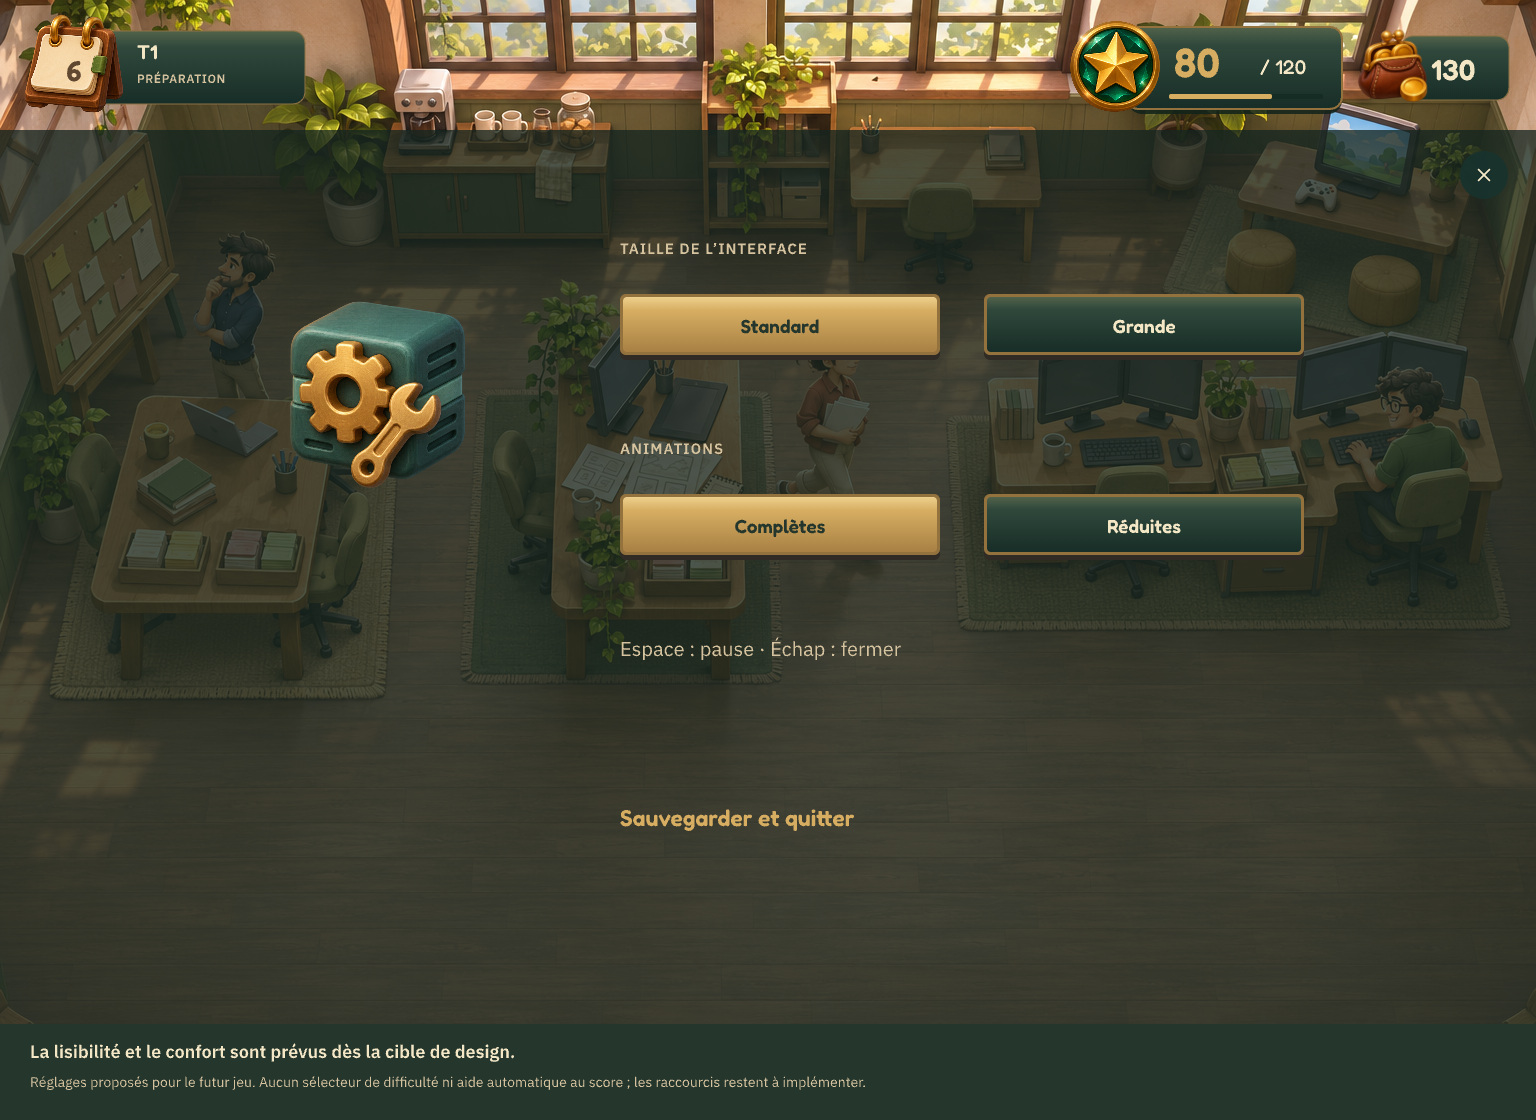 6
T1
PRÉPARATION
80 / 120
130
TAILLE DE L’INTERFACE
Standard
Grande
ANIMATIONS
Complètes
Réduites
Espace : pause · Échap : fermer
Sauvegarder et quitter
La lisibilité et le confort sont prévus dès la cible de design.
Réglages proposés pour le futur jeu. Aucun sélecteur de difficulté ni aide automatique au score ; les raccourcis restent à implémenter.